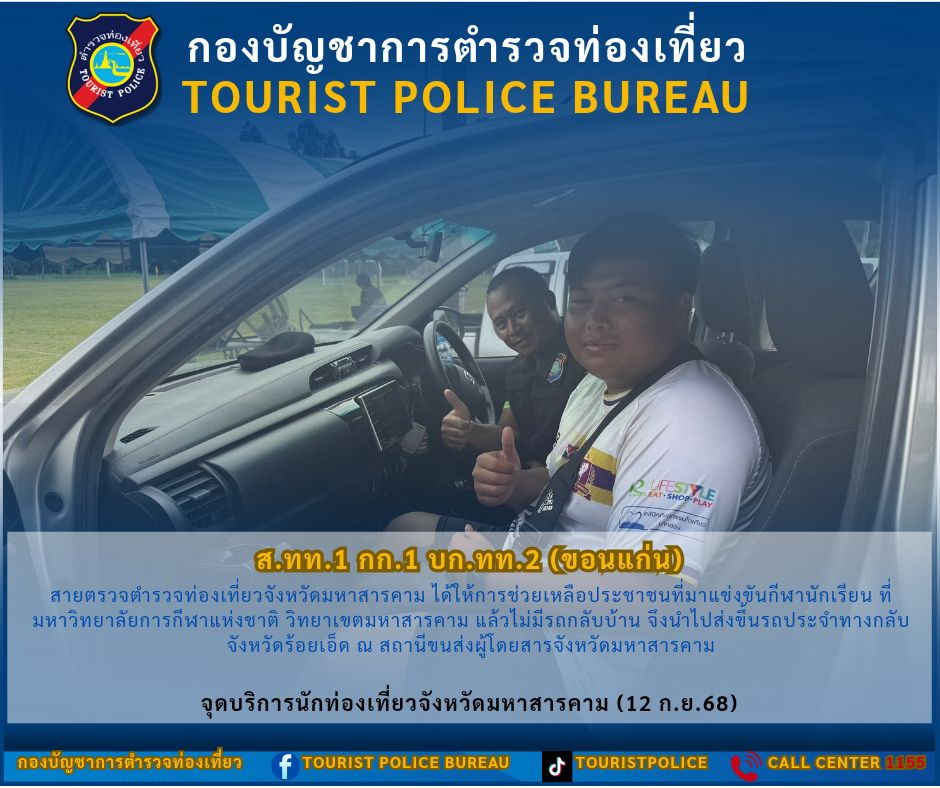 กองบัญชาการตำรวจท่องเที่ยว
TOURIST POLICE BUREAU
ตำรวจท่องเที่ยว
TOURIST POLICE
LIFESTYLE
EAT • SHOP • PLAY
ส.ทท.1 กก.1 บก.ทท.2 (ขอนแก่น)
สายตรวจตำรวจท่องเที่ยวจังหวัดมหาสารคาม ได้ให้การช่วยเหลือประชาชนที่มาแข่งขันกีฬานักเรียน ที่
มหาวิทยาลัยการกีฬาแห่งชาติ วิทยาเขตมหาสารคาม แล้วไม่มีรถกลับบ้าน จึงนำไปส่งขึ้นรถประจำทางกลับ
จังหวัดร้อยเอ็ด ณ สถานีขนส่งผู้โดยสารจังหวัดมหาสารคาม
จุดบริการนักท่องเที่ยวจังหวัดมหาสารคาม (12 ก.ย.68)
กองบัญชาการตำรวจท่องเที่ยว TOURIST POLICE BUREAU TOURISTPOLICE CALL CENTER 1155